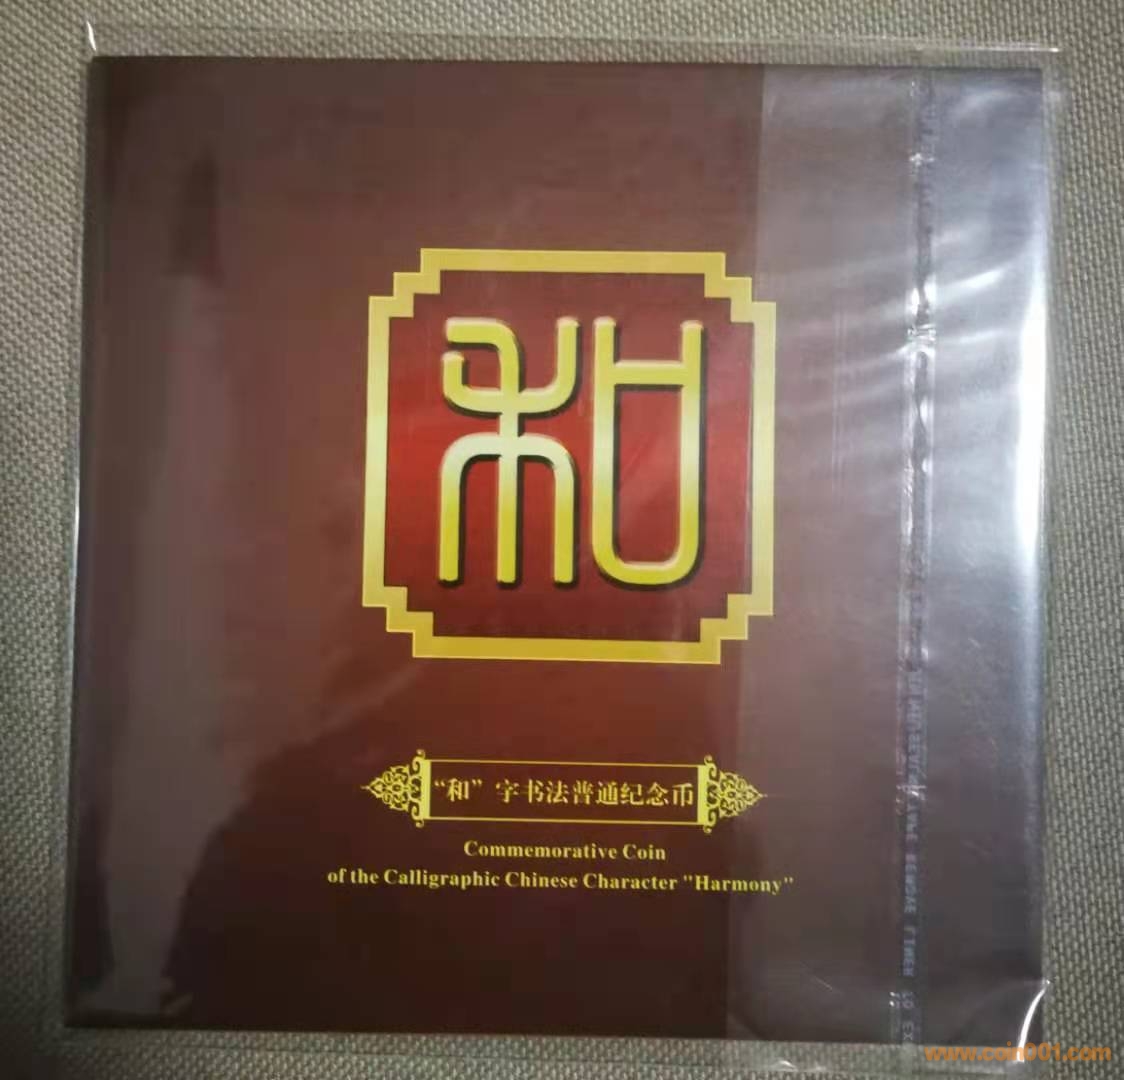 和
“和”字书法普通纪念币
Commemorative Coin
of the Calligraphic Chinese Character "Harmony"
www.coin001.com